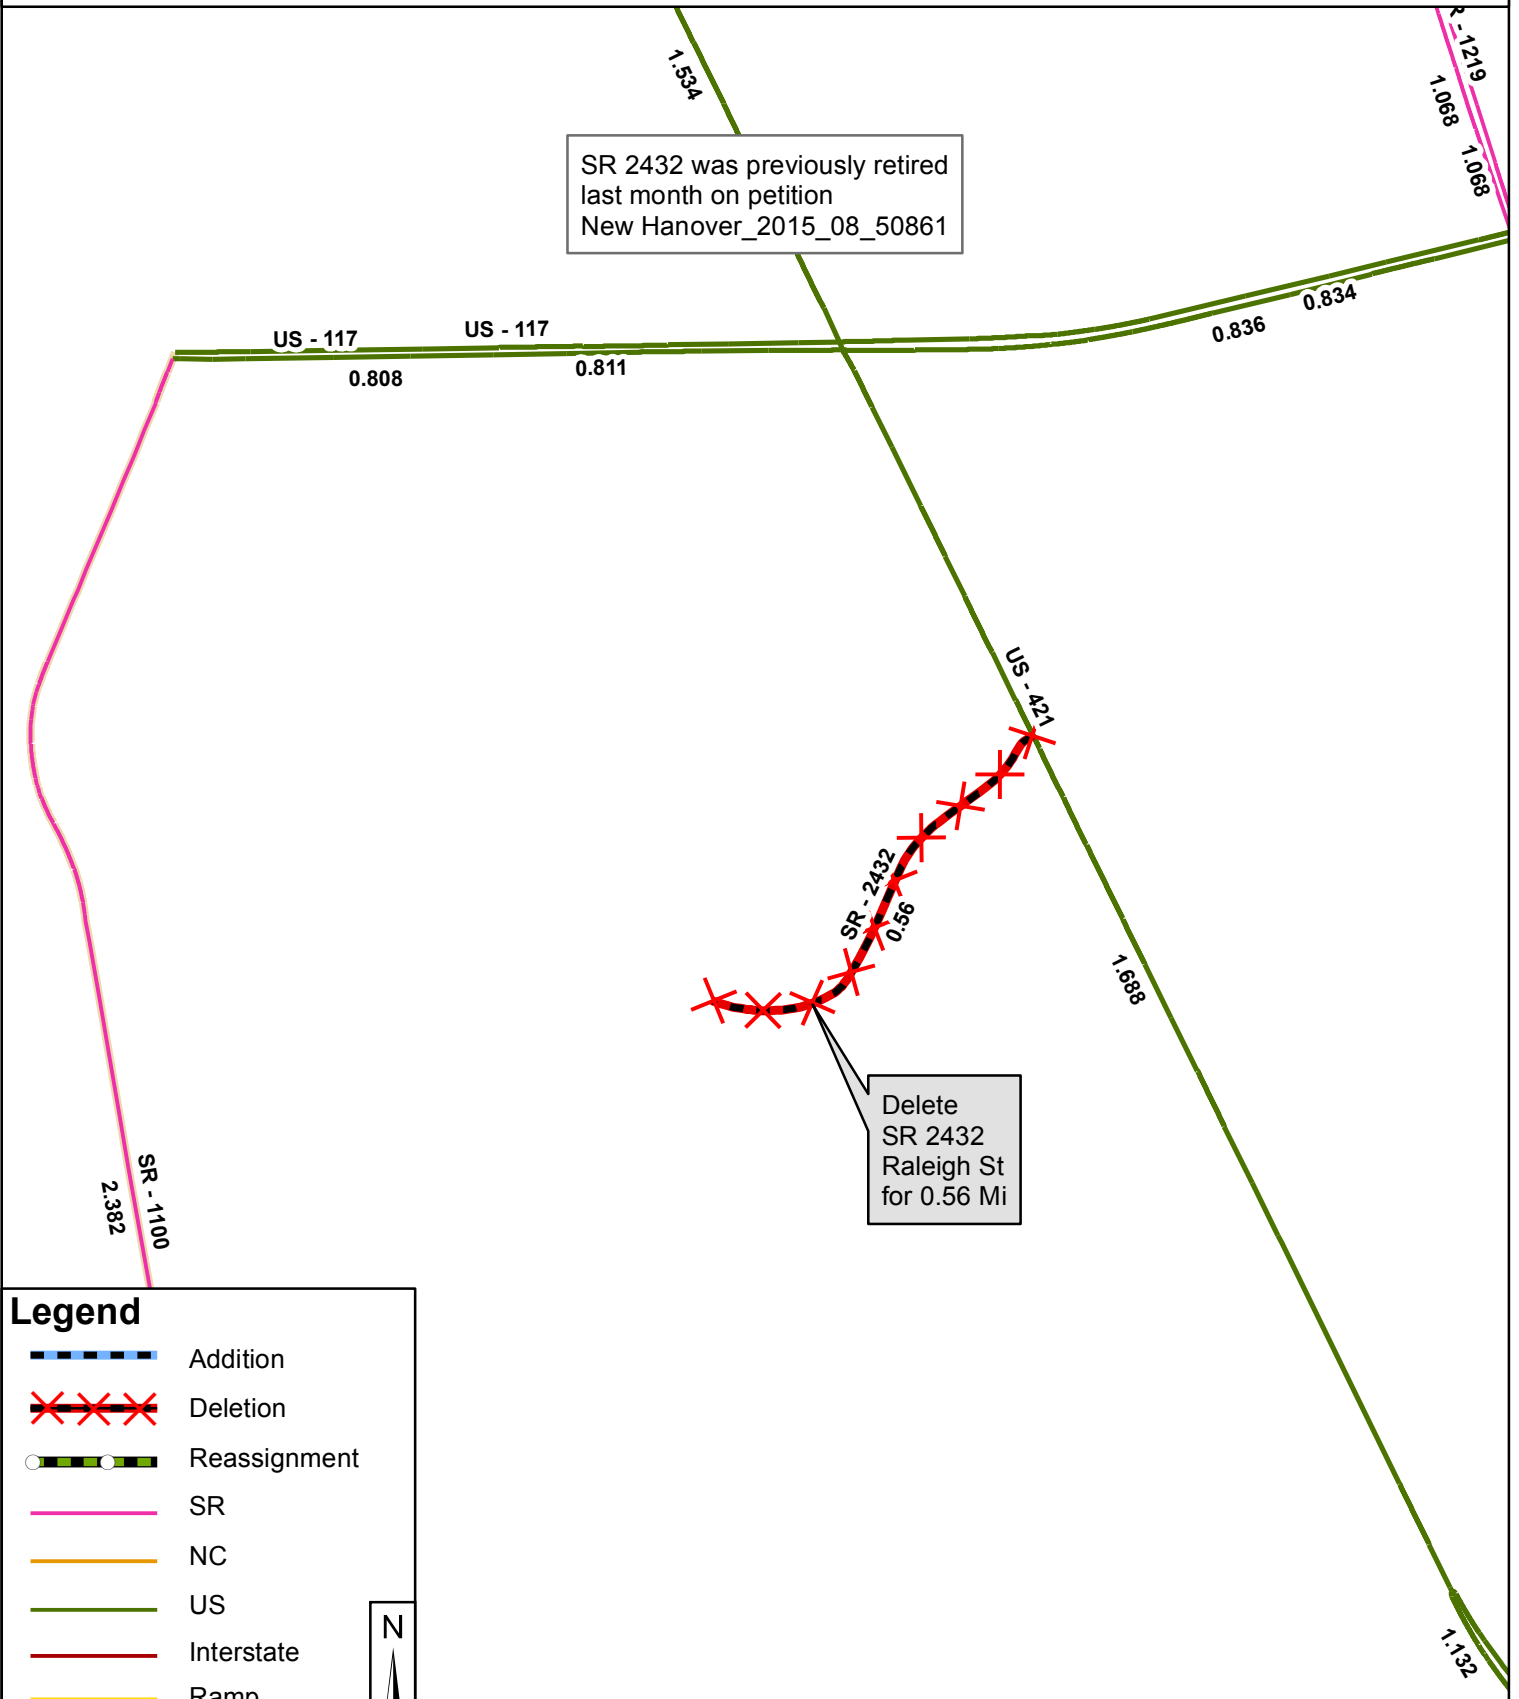 1.534
R - 1219
1.068
1.068
SR 2432 was previously retired
last month on petition
New Hanover_2015_08_50861
US - 117
US - 117
0.808
0.811
0.836
0.834
US - 421
SR - 2432
0.56
1.688
Delete
SR 2432
Raleigh St
for 0.56 Mi
SR - 1100
2.382
Legend
Addition
Deletion
Reassignment
SR
NC
US
Interstate
Ramp
N
1.132